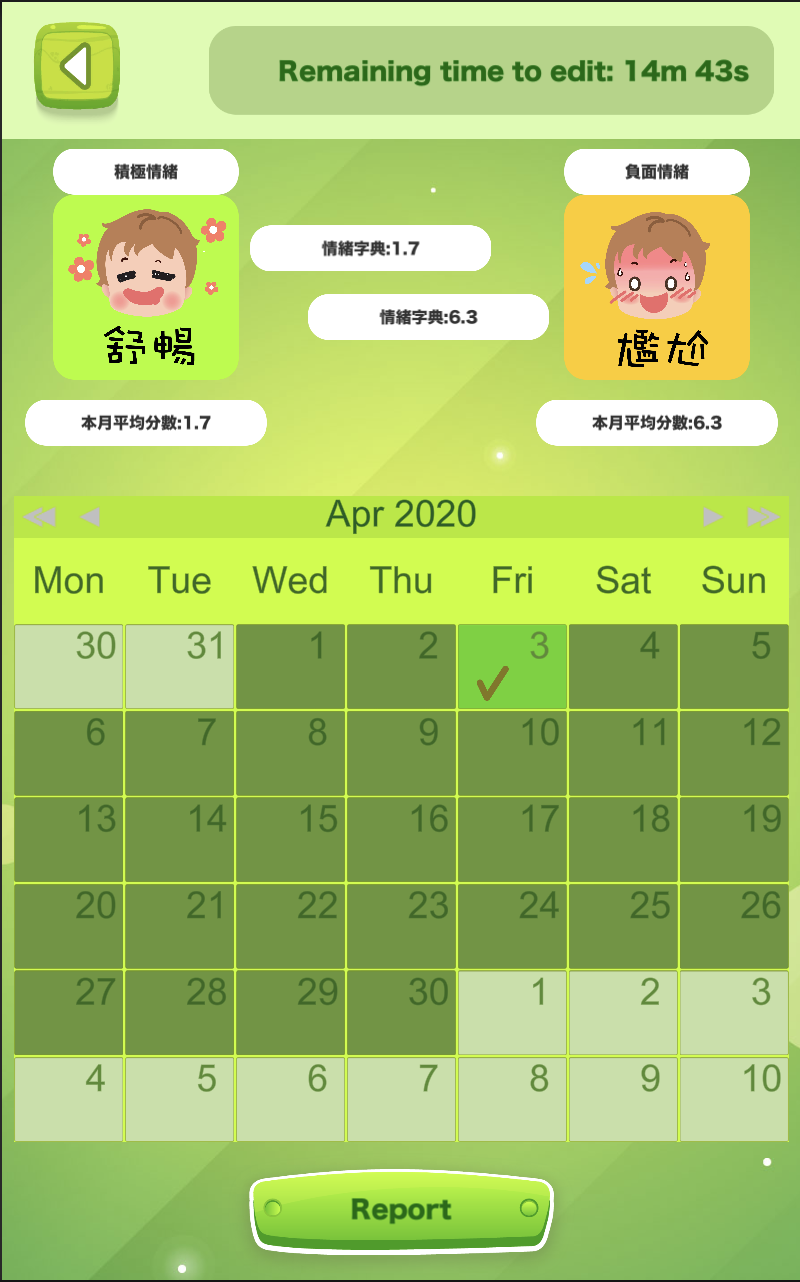 Remaining time to edit: 14m 43s
積極情緒
負面情緒
情緒字典:1.7
情緒字典:6.3
舒暢
尷尬
本月平均分數:1.7
本月平均分數:6.3
Apr 2020
Mon Tue Wed Thu Fri Sat Sun
30 31 1 2 3 4 5
6 7 8 9 10 11 12
13 14 15 16 17 18 19
20 21 22 23 24 25 26
27 28 29 30 1 2 3
4 5 6 7 8 9 10
Report